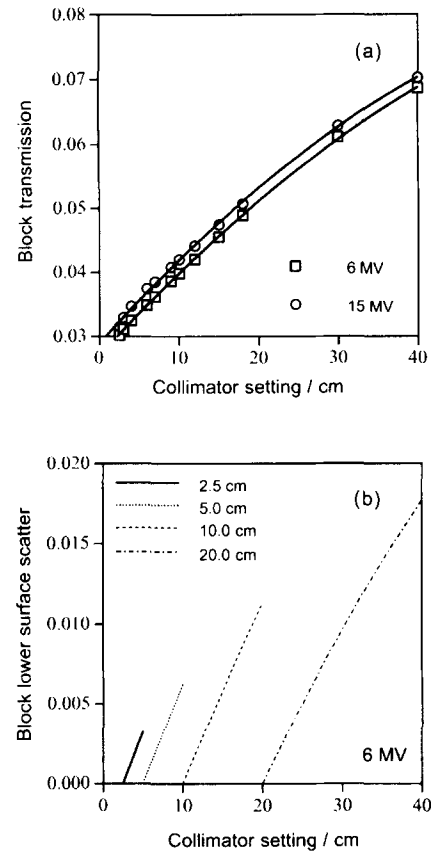 0.08
(a)
0.07
0.06
0.05
0.04
0.03
Block transmission
6 MV
15 MV
0 10 20 30 40
Collimator setting / cm
0.020
2.5 cm
(b)
5.0 cm
10.0 cm
20.0 cm
0.015
0.010
0.005
0.000
Block lower surface scatter
6 MV
0 10 20 30 40
Collimator setting / cm